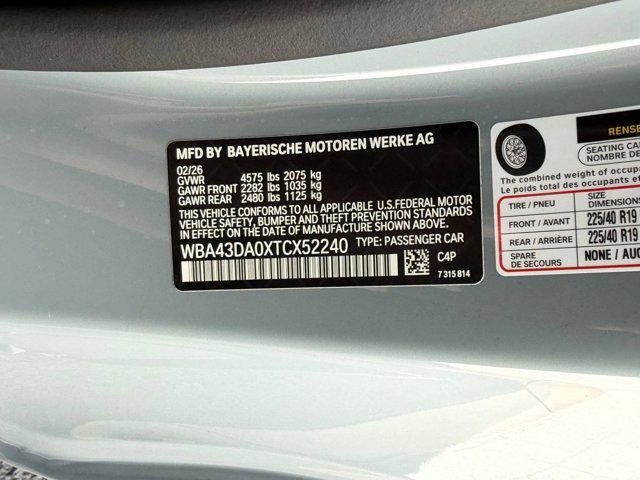 MFD BY BAYERISCHE MOTOREN WERKE AG
02/26
GVWR 4575 lbs 2075 kg
GAWR FRONT 2282 lbs 1035 kg
GAWR REAR 2480 lbs 1125 kg
THIS VEHICLE CONFORMS TO ALL APPLICABLE U.S.FEDERAL MOTOR
VEHICLE SAFETY, BUMPER, AND THEFT PREVENTION STANDARDS
IN EFFECT ON THE DATE OF MANUFACTURE SHOWN ABOVE.
WBA43DA0XTCX52240 TYPE: PASSENGER CAR
C4P
7 315 814
RENSE
SEATING CA
NOMBRE DE
The combined weight of occupa
Le poids total des occupants et
TIRE / PNEU SIZE DIMENSIONS
FRONT / AVANT 225/40 R19
REAR / ARRIÈRE 225/40 R19
SPARE DE SECOURS NONE / AUC